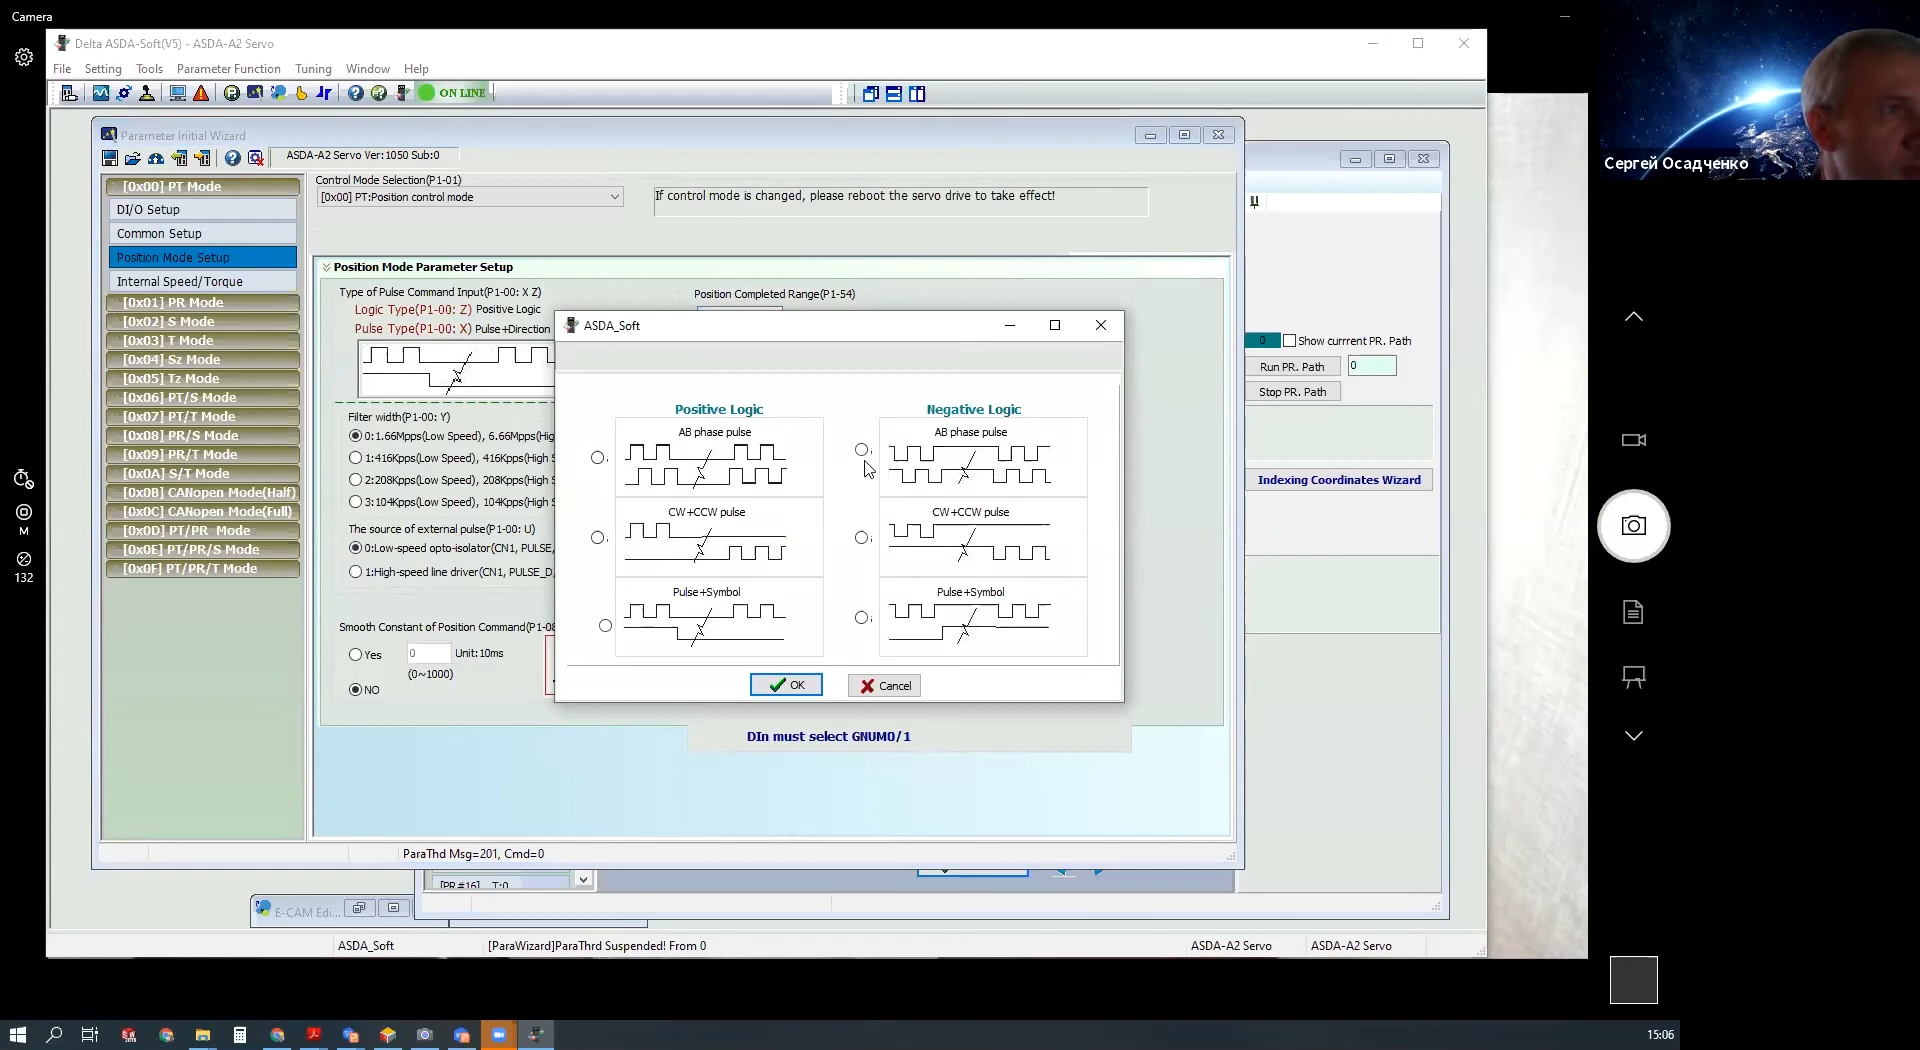 Camera
Delta ASDA-Soft(V5) - ASDA-A2 Servo
File Setting Tools Parameter Function Tuning Window Help
ON LINE
Parameter Initial Wizard
ASDA-A2 Servo Ver:1050 Sub:0
[0x00] PT Mode
DI/O Setup
Common Setup
Position Mode Setup
Internal Speed/Torque
[0x01] PR Mode
[0x02] S Mode
[0x03] T Mode
[0x04] Sz Mode
[0x05] Tz Mode
[0x06] PT/S Mode
[0x07] PT/T Mode
[0x08] PR/S Mode
[0x09] PR/T Mode
[0x0A] S/T Mode
[0x0B] CANopen Mode(Half)
[0x0C] CANopen Mode(Full)
[0x0D] PT/PR Mode
[0x0E] PT/PR/S Mode
[0x0F] PT/PR/T Mode
Control Mode Selection(P1-01)
[0x00] PT:Position control mode
If control mode is changed, please reboot the servo drive to take effect!
Position Mode Parameter Setup
Type of Pulse Command Input(P1-00: X Z)
Logic Type(P1-00: Z) Positive Logic
Pulse Type(P1-00: X) Pulse+Direction
Position Completed Range(P1-54)
Filter width(P1-00: Y)
0:1.66Mpps(Low Speed), 6.66Mpps(Hig
1:416Kpps(Low Speed), 416Kpps(High S
2:208Kpps(Low Speed), 208Kpps(High S
3:104Kpps(Low Speed), 104Kpps(High S
The source of external pulse(P1-00: U)
0:Low-speed opto-isolator(CN1, PULSE,
1:High-speed line driver(CN1, PULSE_D,
Smooth Constant of Position Command(P1-08
Yes 0 Unit:10ms
(0~1000)
NO
ASDA_Soft
Positive Logic
Negative Logic
AB phase pulse
AB phase pulse
CW+CCW pulse
CW+CCW pulse
Pulse+Symbol
Pulse+Symbol
OK
Cancel
DIn must select GNUM0/1
ParaThd Msg=201, Cmd=0
0 Show currrent PR. Path
Run PR. Path 0
Stop PR. Path
Indexing Coordinates Wizard
[PR#16] T:0
E-CAM Edi...
ASDA_Soft
[ParaWizard]ParaThrd Suspended! From 0
ASDA-A2 Servo
ASDA-A2 Servo
M
132
Сергей Осадченко
15:06